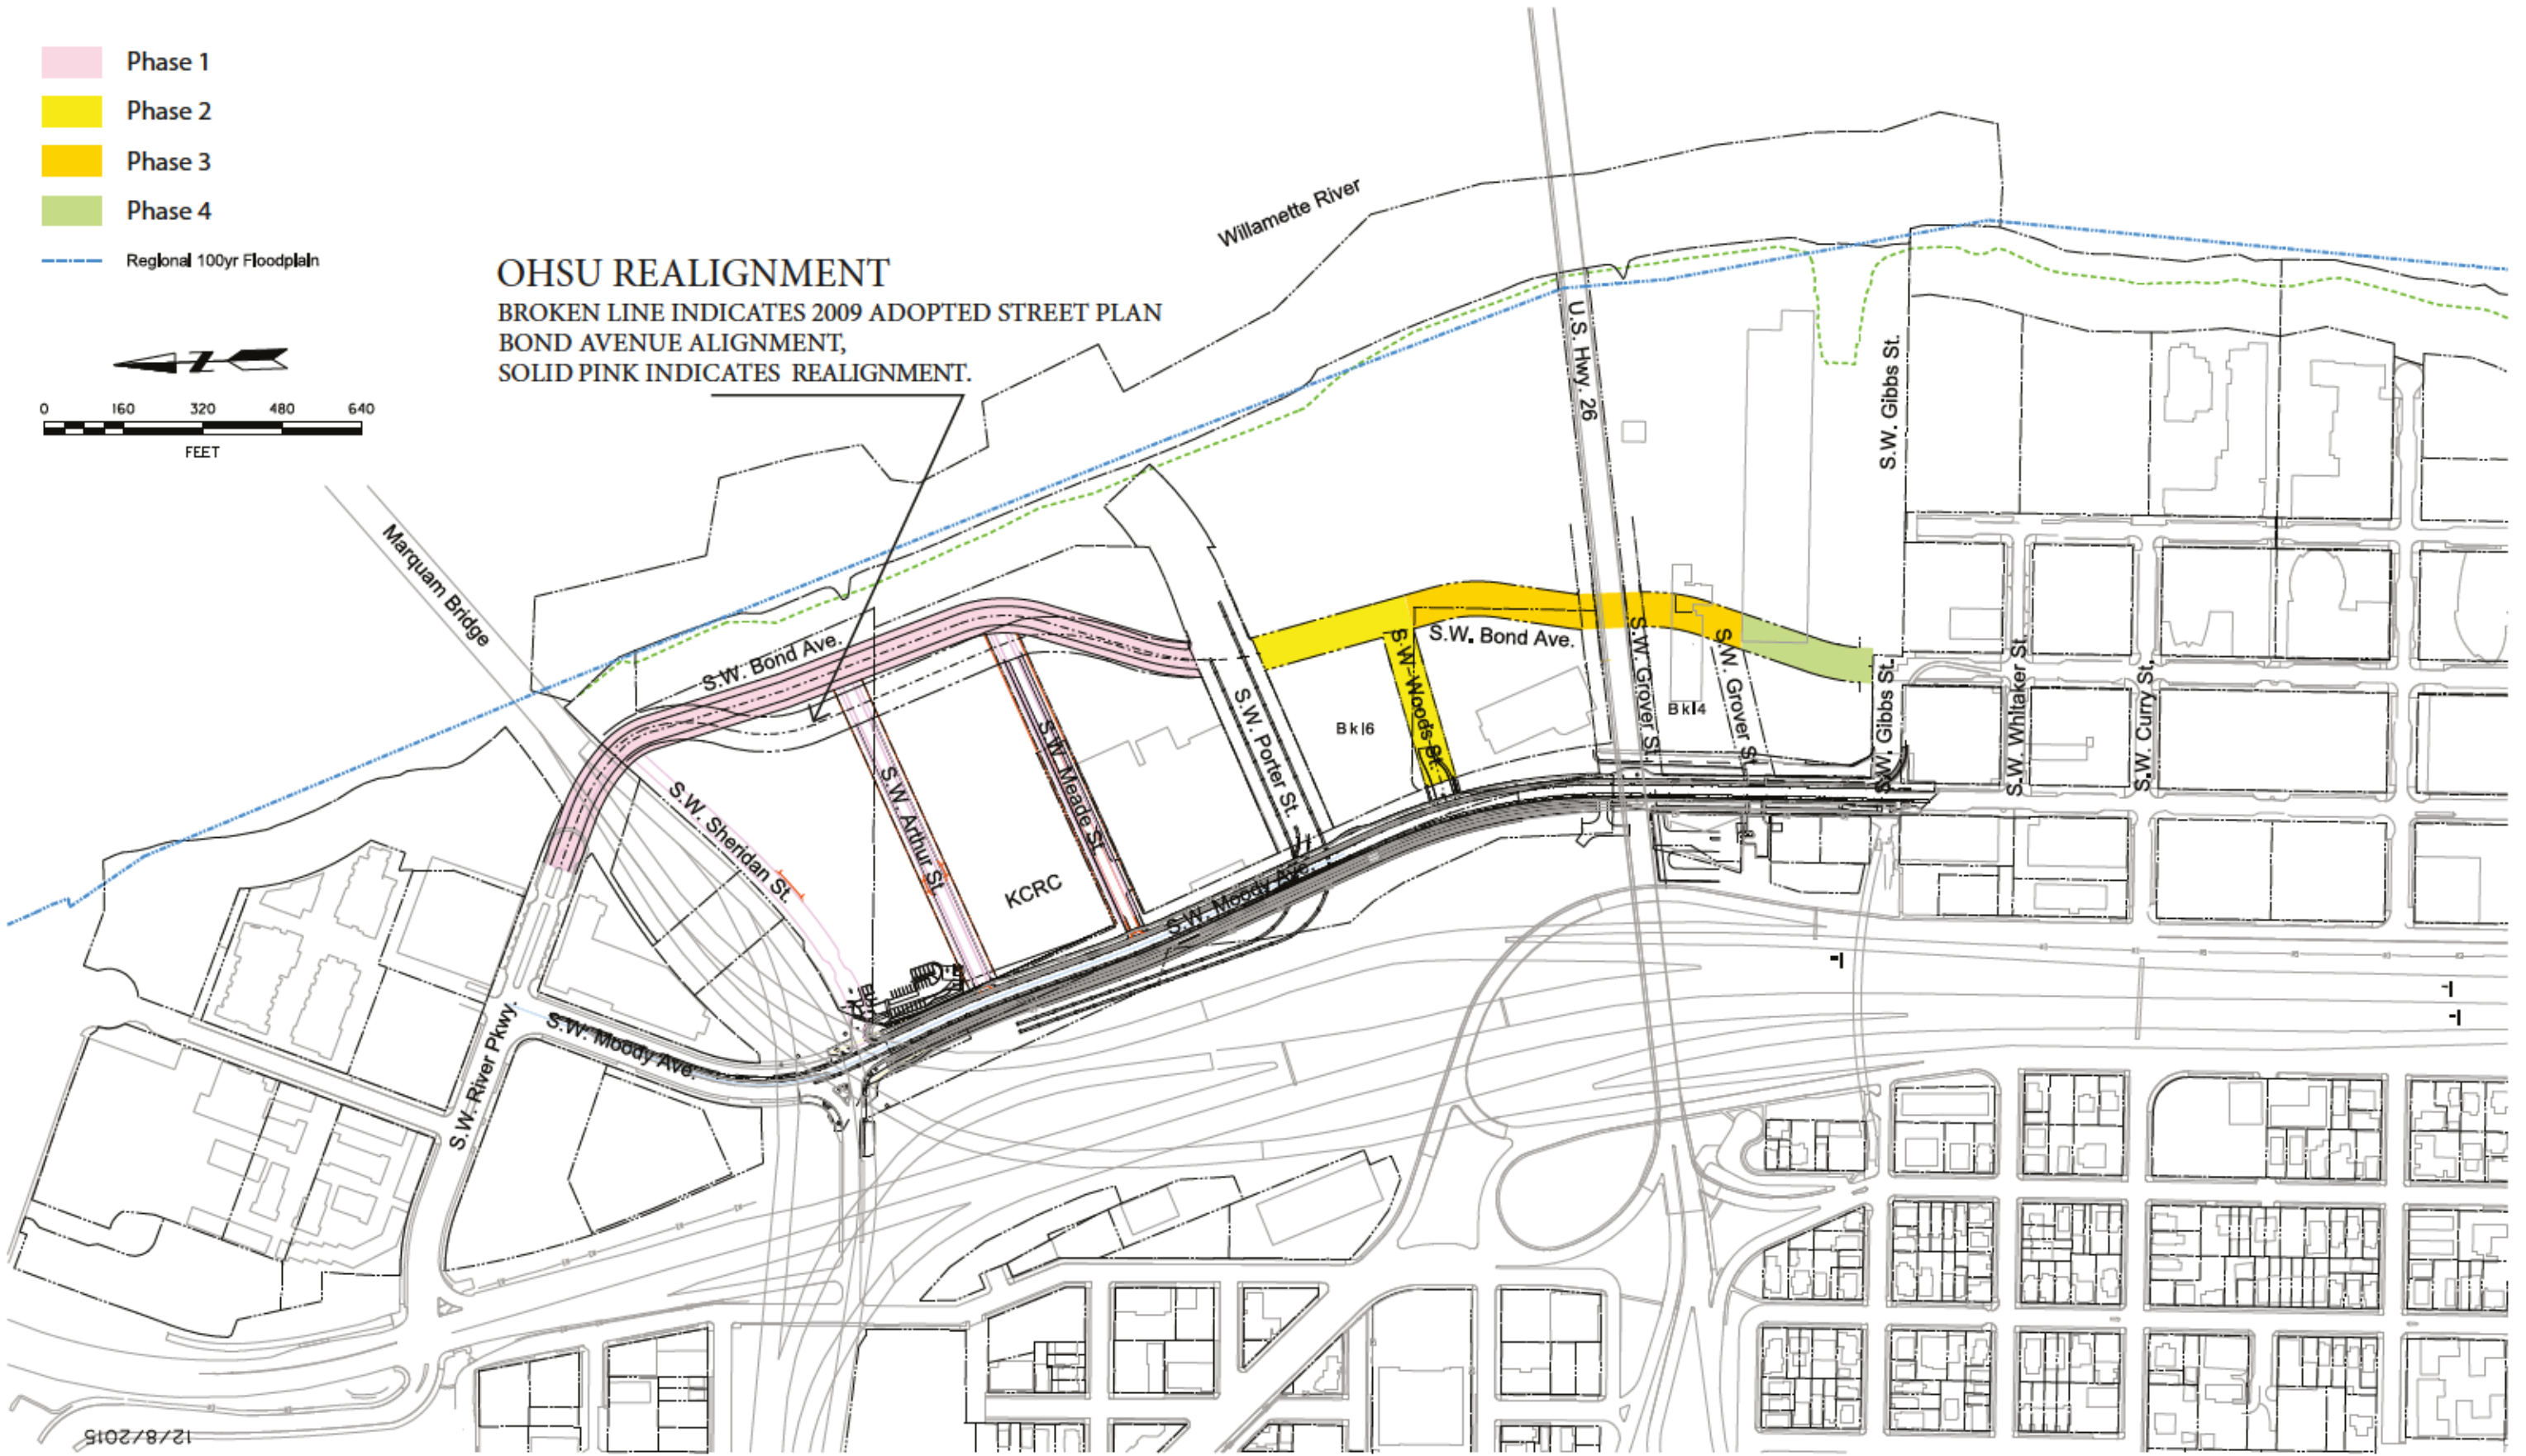 Phase 1
Phase 2
Phase 3
Phase 4
Regional 100yr Floodplain
Z
0 160 320 480 640
FEET
OHSU REALIGNMENT
BROKEN LINE INDICATES 2009 ADOPTED STREET PLAN
BOND AVENUE ALIGNMENT,
SOLID PINK INDICATES REALIGNMENT.
Willamette River
Marquam Bridge
U.S. Hwy. 26
S.W. Gibbs St.
S.W. Bond Ave.
S.W. Bond Ave.
S.W. Woods St.
S.W. Grover St.
S.W. Grover St.
S.W. Gibbs St.
S.W. Whitaker St.
S.W. Curry St.
S.W. Porter St.
Bkl6
Bkl4
S.W. Sheridan St.
S.W. Arthur St.
S.W. Meade St.
KCRC
S.W. Moody Ave.
S.W. Moody Ave.
S.W. River Pkwy.
12/8/2015